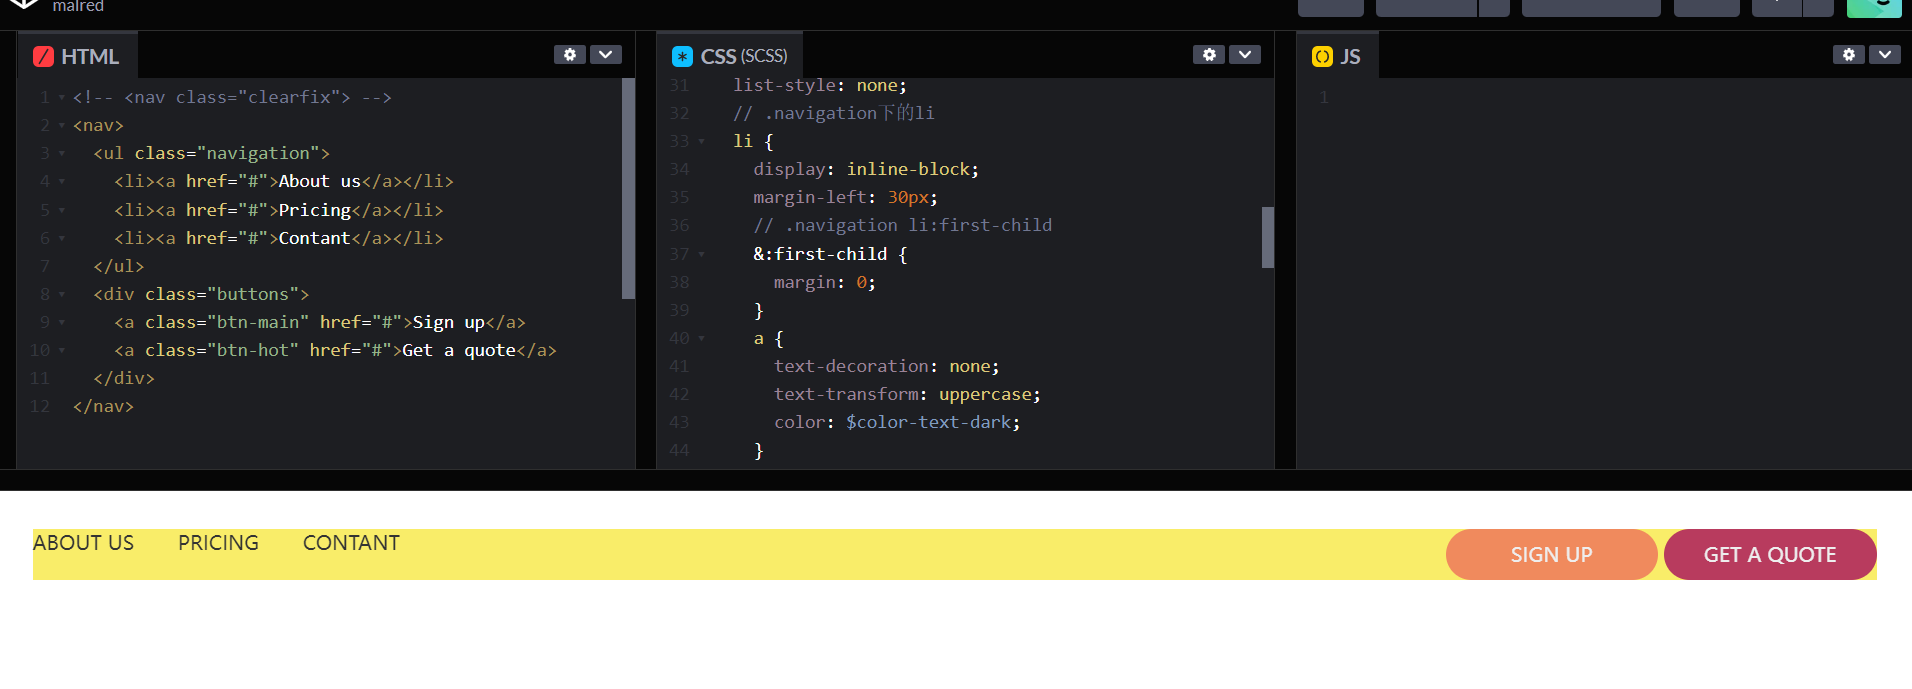 malred
HTML
1 <!-- <nav class="clearfix"> -->
2 <nav>
3 <ul class="navigation">
4 <li><a href="#">About us</a></li>
5 <li><a href="#">Pricing</a></li>
6 <li><a href="#">Contant</a></li>
7 </ul>
8 <div class="buttons">
9 <a class="btn-main" href="#">Sign up</a>
10 <a class="btn-hot" href="#">Get a quote</a>
11 </div>
12 </nav>
CSS (SCSS)
31 list-style: none;
32 // .navigation下的li
33 li {
34 display: inline-block;
35 margin-left: 30px;
36 // .navigation li:first-child
37 &:first-child {
38 margin: 0;
39 }
40 a {
41 text-decoration: none;
42 text-transform: uppercase;
43 color: $color-text-dark;
44 }
JS
1
ABOUT US PRICING CONTANT SIGN UP GET A QUOTE